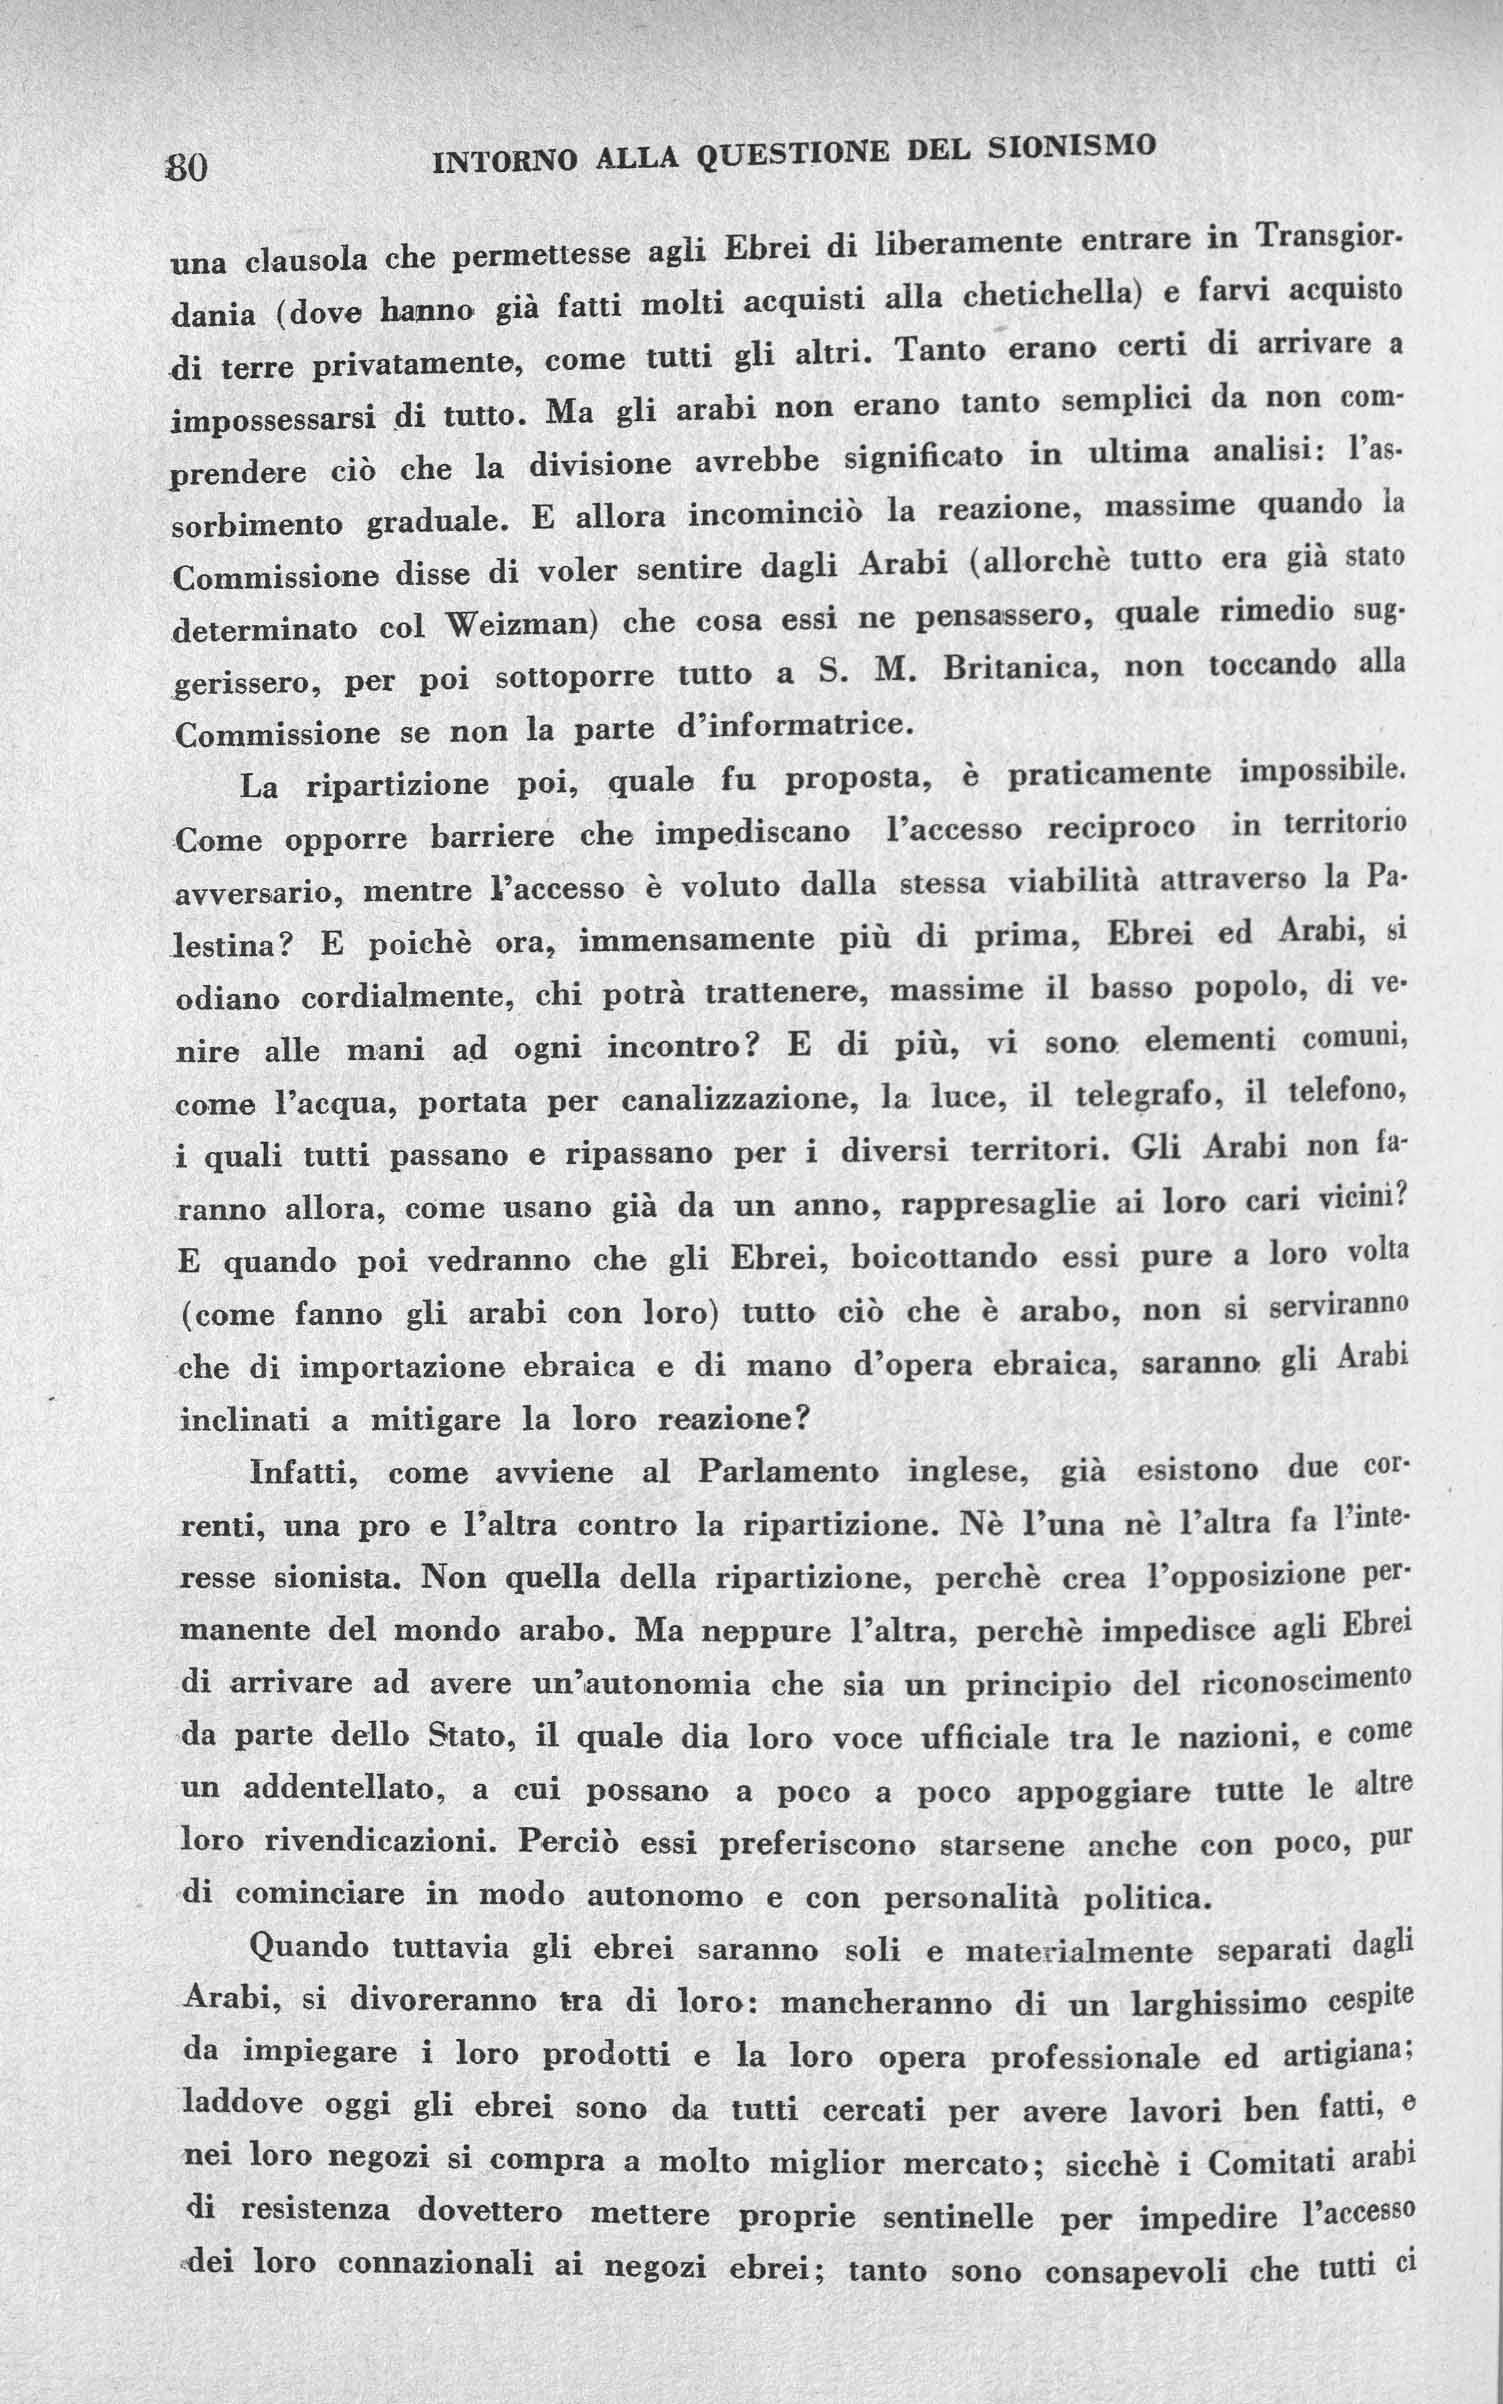 80 INTORNO ALLA QUESTIONE DEL SIONISMO
una clausola che permettesse agli Ebrei di liberamente entrare in Transgior-
dania (dove hanno già fatti molti acquisti alla chetichella) e farvi acquisto
di terre privatamente, come tutti gli altri. Tanto erano certi di arrivare a
impossessarsi di tutto. Ma gli arabi non erano tanto semplici da non com-
prendere ciò che la divisione avrebbe significato in ultima analisi: l'as-
sorbimento graduale. E allora incominciò la reazione, massime quando la
Commissione disse di voler sentire dagli Arabi (allorchè tutto era già stato
determinato col Weizman) che cosa essi ne pensassero, quale rimedio sug-
gerissero, per poi sottoporre tutto a S. M. Britanica, non toccando alla
Commissione se non la parte d'informatrice.
La ripartizione poi, quale fu proposta, è praticamente impossibile.
Come opporre barriere che impediscano l'accesso reciproco in territorio
avversario, mentre l'accesso è voluto dalla stessa viabilità attraverso la Pa-
lestina? E poichè ora, immensamente più di prima, Ebrei ed Arabi, si
odiano cordialmente, chi potrà trattenere, massime il basso popolo, di ve-
nire alle mani ad ogni incontro? E di più, vi sono elementi comuni,
come l'acqua, portata per canalizzazione, la luce, il telegrafo, il telefono,
i quali tutti passano e ripassano per i diversi territori. Gli Arabi non fa-
ranno allora, come usano già da un anno, rappresaglie ai loro cari vicini?
E quando poi vedranno che gli Ebrei, boicottando essi pure a loro volta
(come fanno gli arabi con loro) tutto ciò che è arabo, non si serviranno
che di importazione ebraica e di mano d'opera ebraica, saranno gli Arabi
inclinati a mitigare la loro reazione?
Infatti, come avviene al Parlamento inglese, già esistono due cor-
renti, una pro e l'altra contro la ripartizione. Nè l'una nè l'altra fa l'inte-
resse sionista. Non quella della ripartizione, perchè crea l'opposizione per-
manente del mondo arabo. Ma neppure l'altra, perchè impedisce agli Ebrei
di arrivare ad avere un'autonomia che sia un principio del riconoscimento
da parte dello Stato, il quale dia loro voce ufficiale tra le nazioni, e come
un addentellato, a cui possano a poco a poco appoggiare tutte le altre
loro rivendicazioni. Perciò essi preferiscono starsene anche con poco, pur
di cominciare in modo autonomo e con personalità politica.
Quando tuttavia gli ebrei saranno soli e materialmente separati dagli
Arabi, si divoreranno tra di loro: mancheranno di un larghissimo cespite
da impiegare i loro prodotti e la loro opera professionale ed artigiana;
laddove oggi gli ebrei sono da tutti cercati per avere lavori ben fatti, e
nei loro negozi si compra a molto miglior mercato; sicchè i Comitati arabi
di resistenza dovettero mettere proprie sentinelle per impedire l'accesso
dei loro connazionali ai negozi ebrei; tanto sono consapevoli che tutti ci